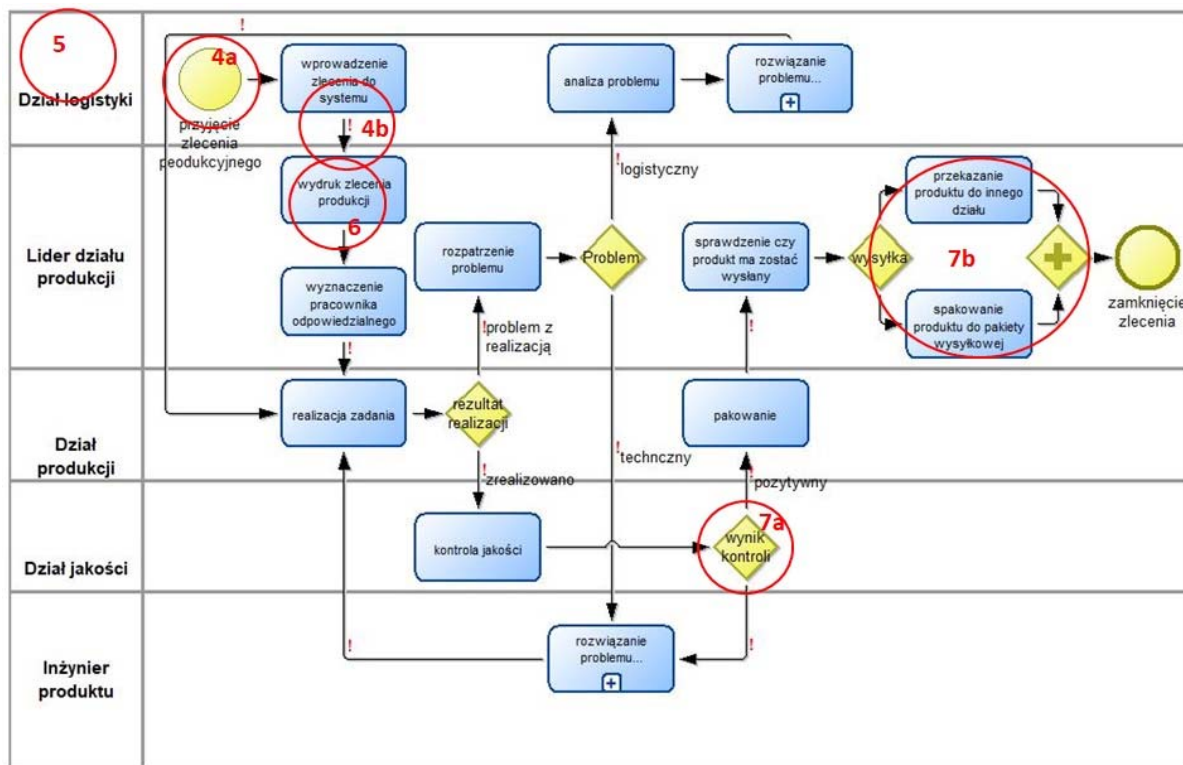 5
Dział logistyki
4a
przyjęcie
zlecenia
peodukcyjnego
wprowadzenie
zlecenia do
systemu
!
4b
analiza problemu
rozwiązanie
problemu...
!
Lider działu
produkcji
wydruk zlecenia
produkcji
6
wyznaczenie
pracownika
odpowiedzialnego
!
rozpatrzenie
problemu
!problem z
realizacją
Problem
!logistyczny
sprawdzenie czy
produkt ma zostać
wysłany
!
wysyłka
przekazanie
produktu do innego
działu
7b
spakowanie
produktu do pakiety
wysyłkowej
zamknięcie
zlecenia
Dział
produkcji
realizacja zadania
rezultat
realizacji
!zrealizowano
!technczny
pakowanie
!pozytywny
Dział jakości
kontrola jakości
7a
wynik
kontroli
Inżynier
produktu
!
rozwiązanie
problemu...
!